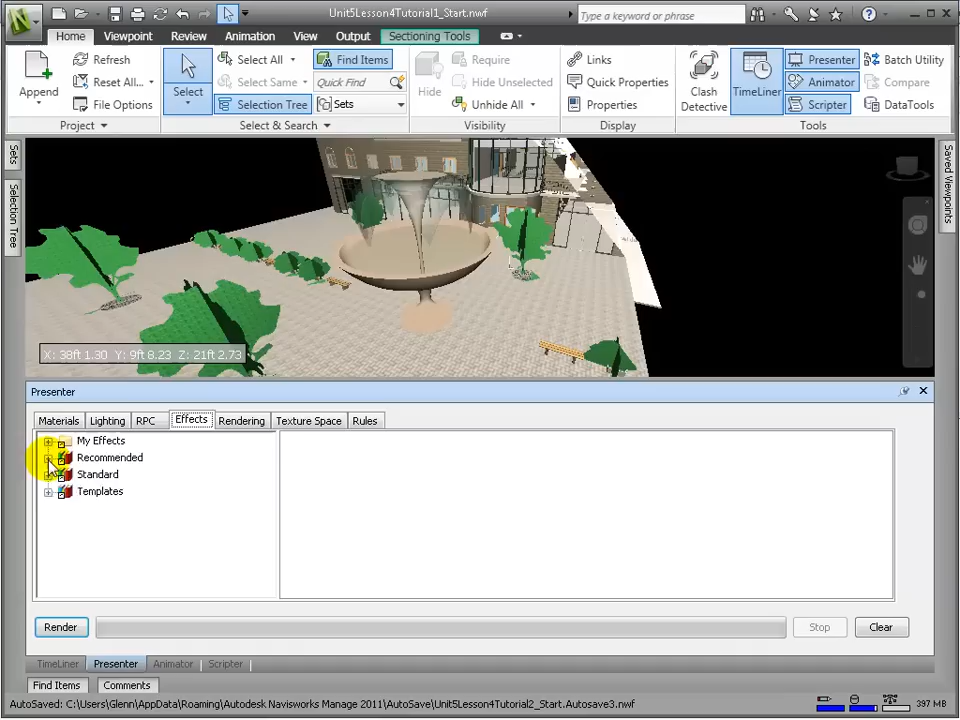 Unit5Lesson4Tutorial1_Start.nwf
Type a keyword or phrase
Home Viewpoint Review Animation View Output Sectioning Tools
Append
Refresh
Reset All...
File Options
Project
Select
Select All
Select Same
Selection Tree
Find Items
Quick Find
Sets
Select & Search
Hide
Require
Hide Unselected
Unhide All
Visibility
Links
Quick Properties
Properties
Display
Clash Detective
TimeLiner
Presenter
Animator
Scripter
Batch Utility
Compare
DataTools
Tools
Sets
Selection Tree
Saved Viewpoints
X: 38ft 1.30 Y: 9ft 8.23 Z: 21ft 2.73
Presenter
Materials Lighting RPC Effects Rendering Texture Space Rules
My Effects
Recommended
Standard
Templates
Render Stop Clear
TimeLiner Presenter Animator Scripter
Find Items Comments
AutoSaved: C:\Users\Glenn\AppData\Roaming\Autodesk Navisworks Manage 2011\AutoSave\Unit5Lesson4Tutorial2_Start.Autosave3.nwf 397 MB